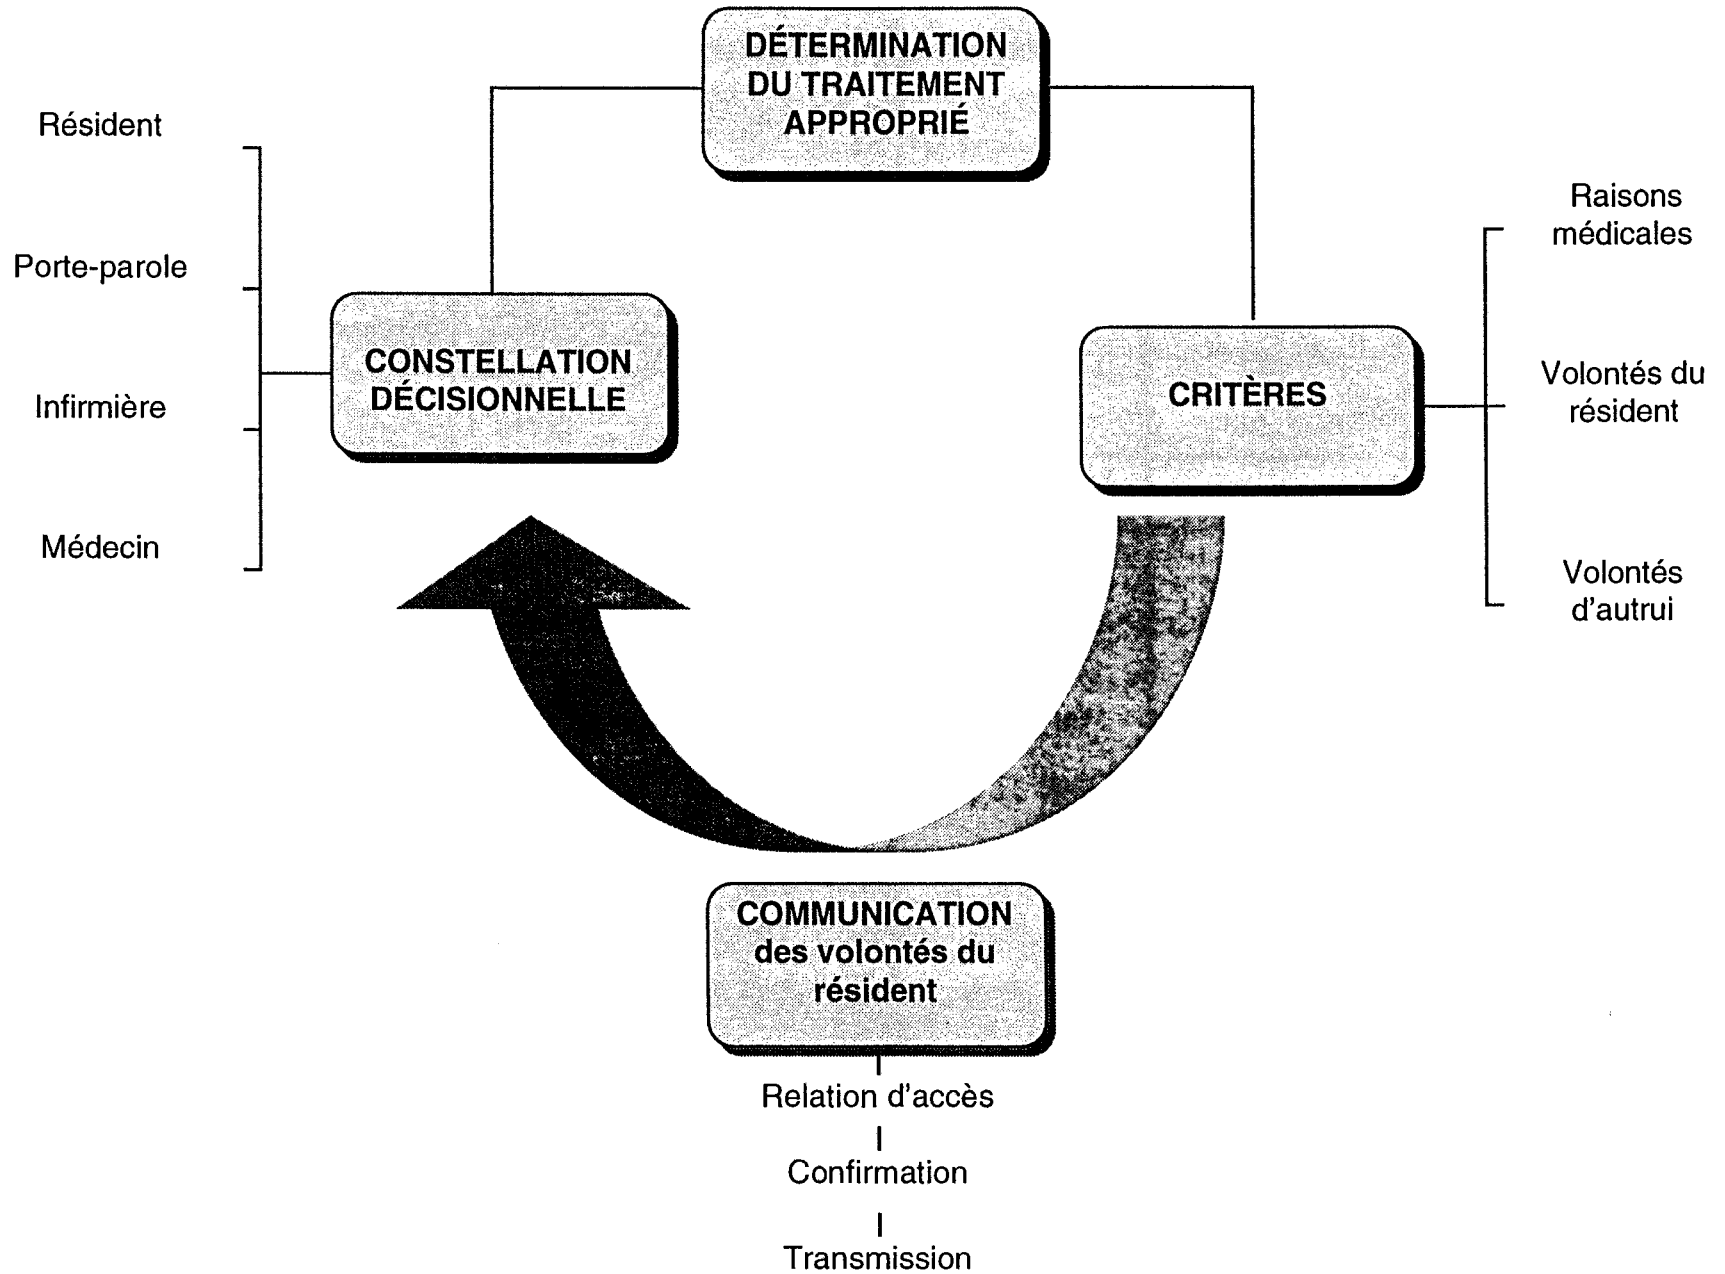 DÉTERMINATION
DU TRAITEMENT
APPROPRIÉ
Résident
Porte-parole
Infirmière
Médecin
CONSTELLATION
DÉCISIONNELLE
CRITÈRES
Raisons
médicales
Volontés du
résident
Volontés
d'autrui
COMMUNICATION
des volontés du
résident
Relation d'accès
Confirmation
Transmission